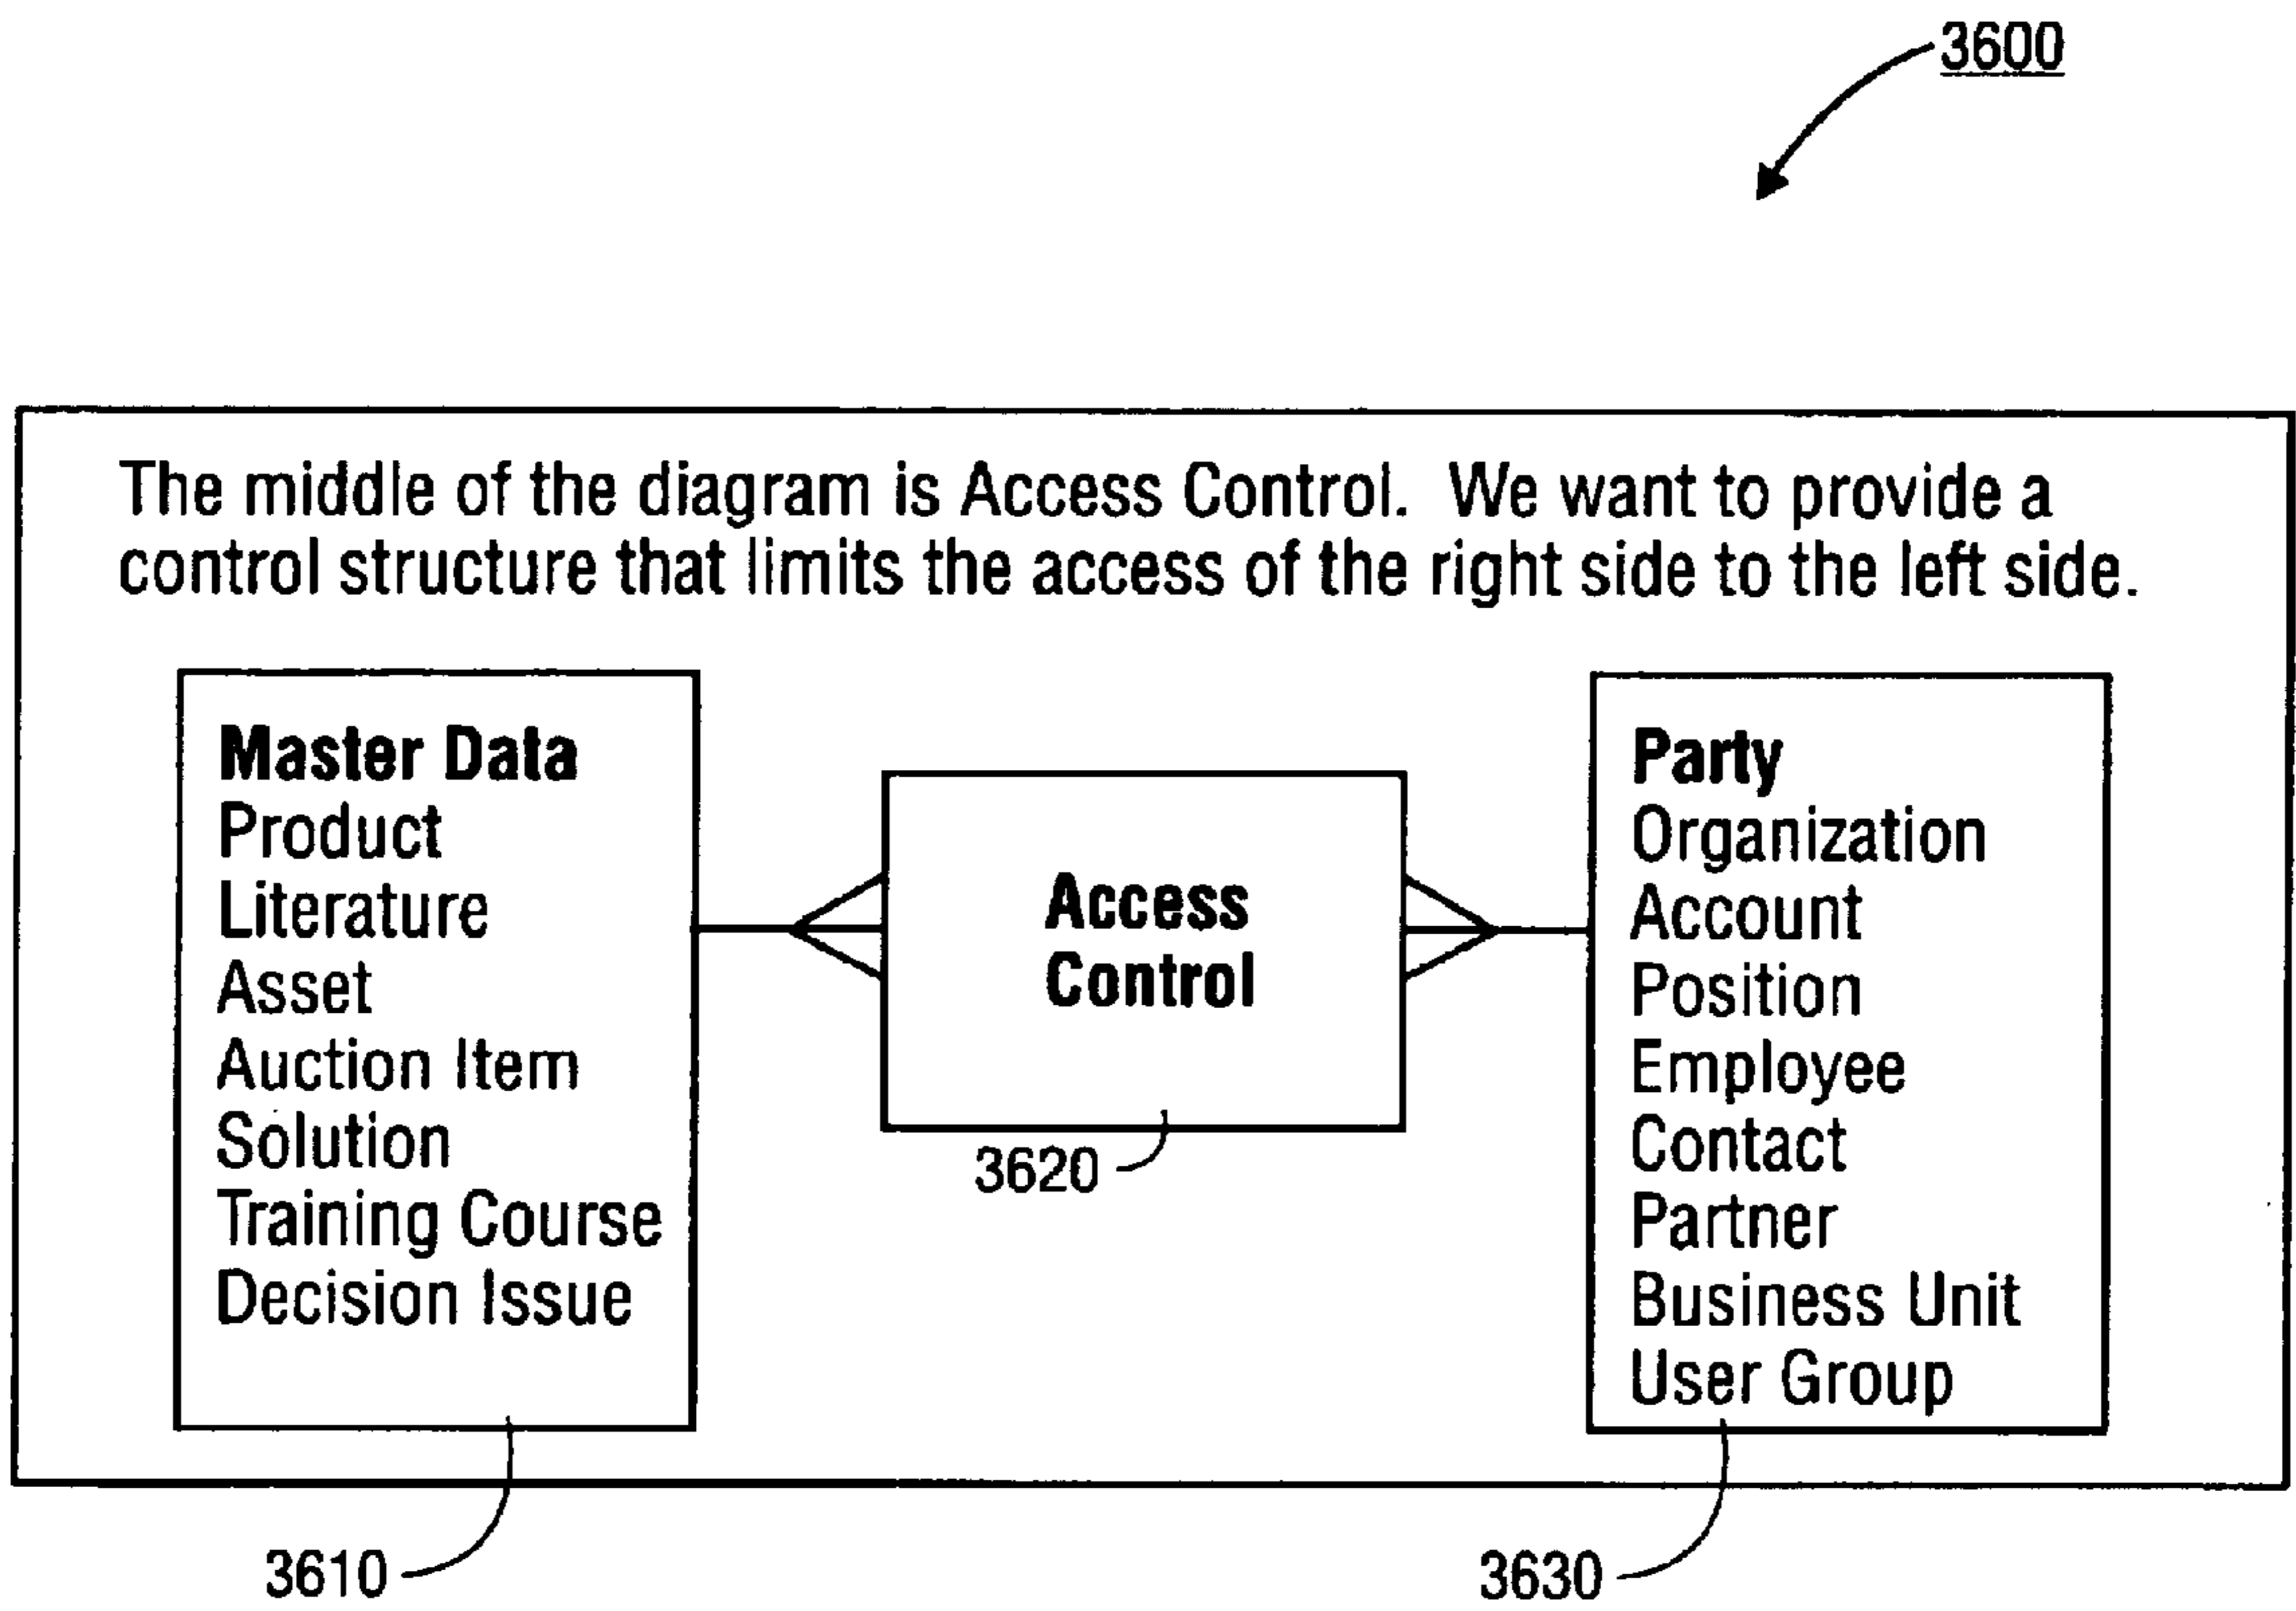 3600
The middle of the diagram is Access Control. We want to provide a
control structure that limits the access of the right side to the left side.
Master Data
Product
Literature
Asset
Auction Item
Solution
Training Course
Decision Issue
Access
Control
3620
Party
Organization
Account
Position
Employee
Contact
Partner
Business Unit
User Group
3610
3630